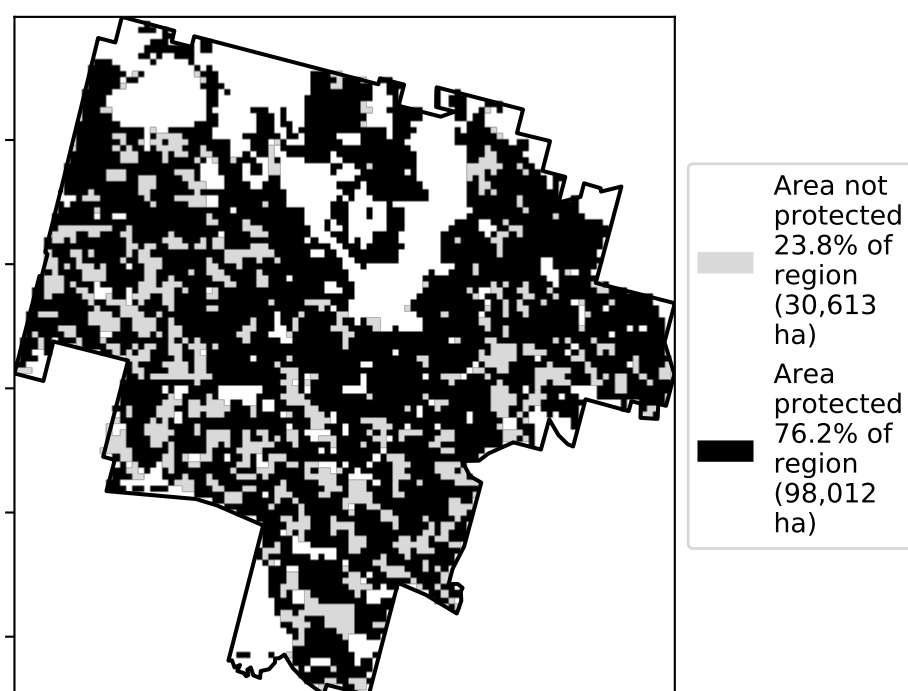 Area not
protected
23.8% of
region
(30,613
ha)
Area
protected
76.2% of
region
(98,012
ha)